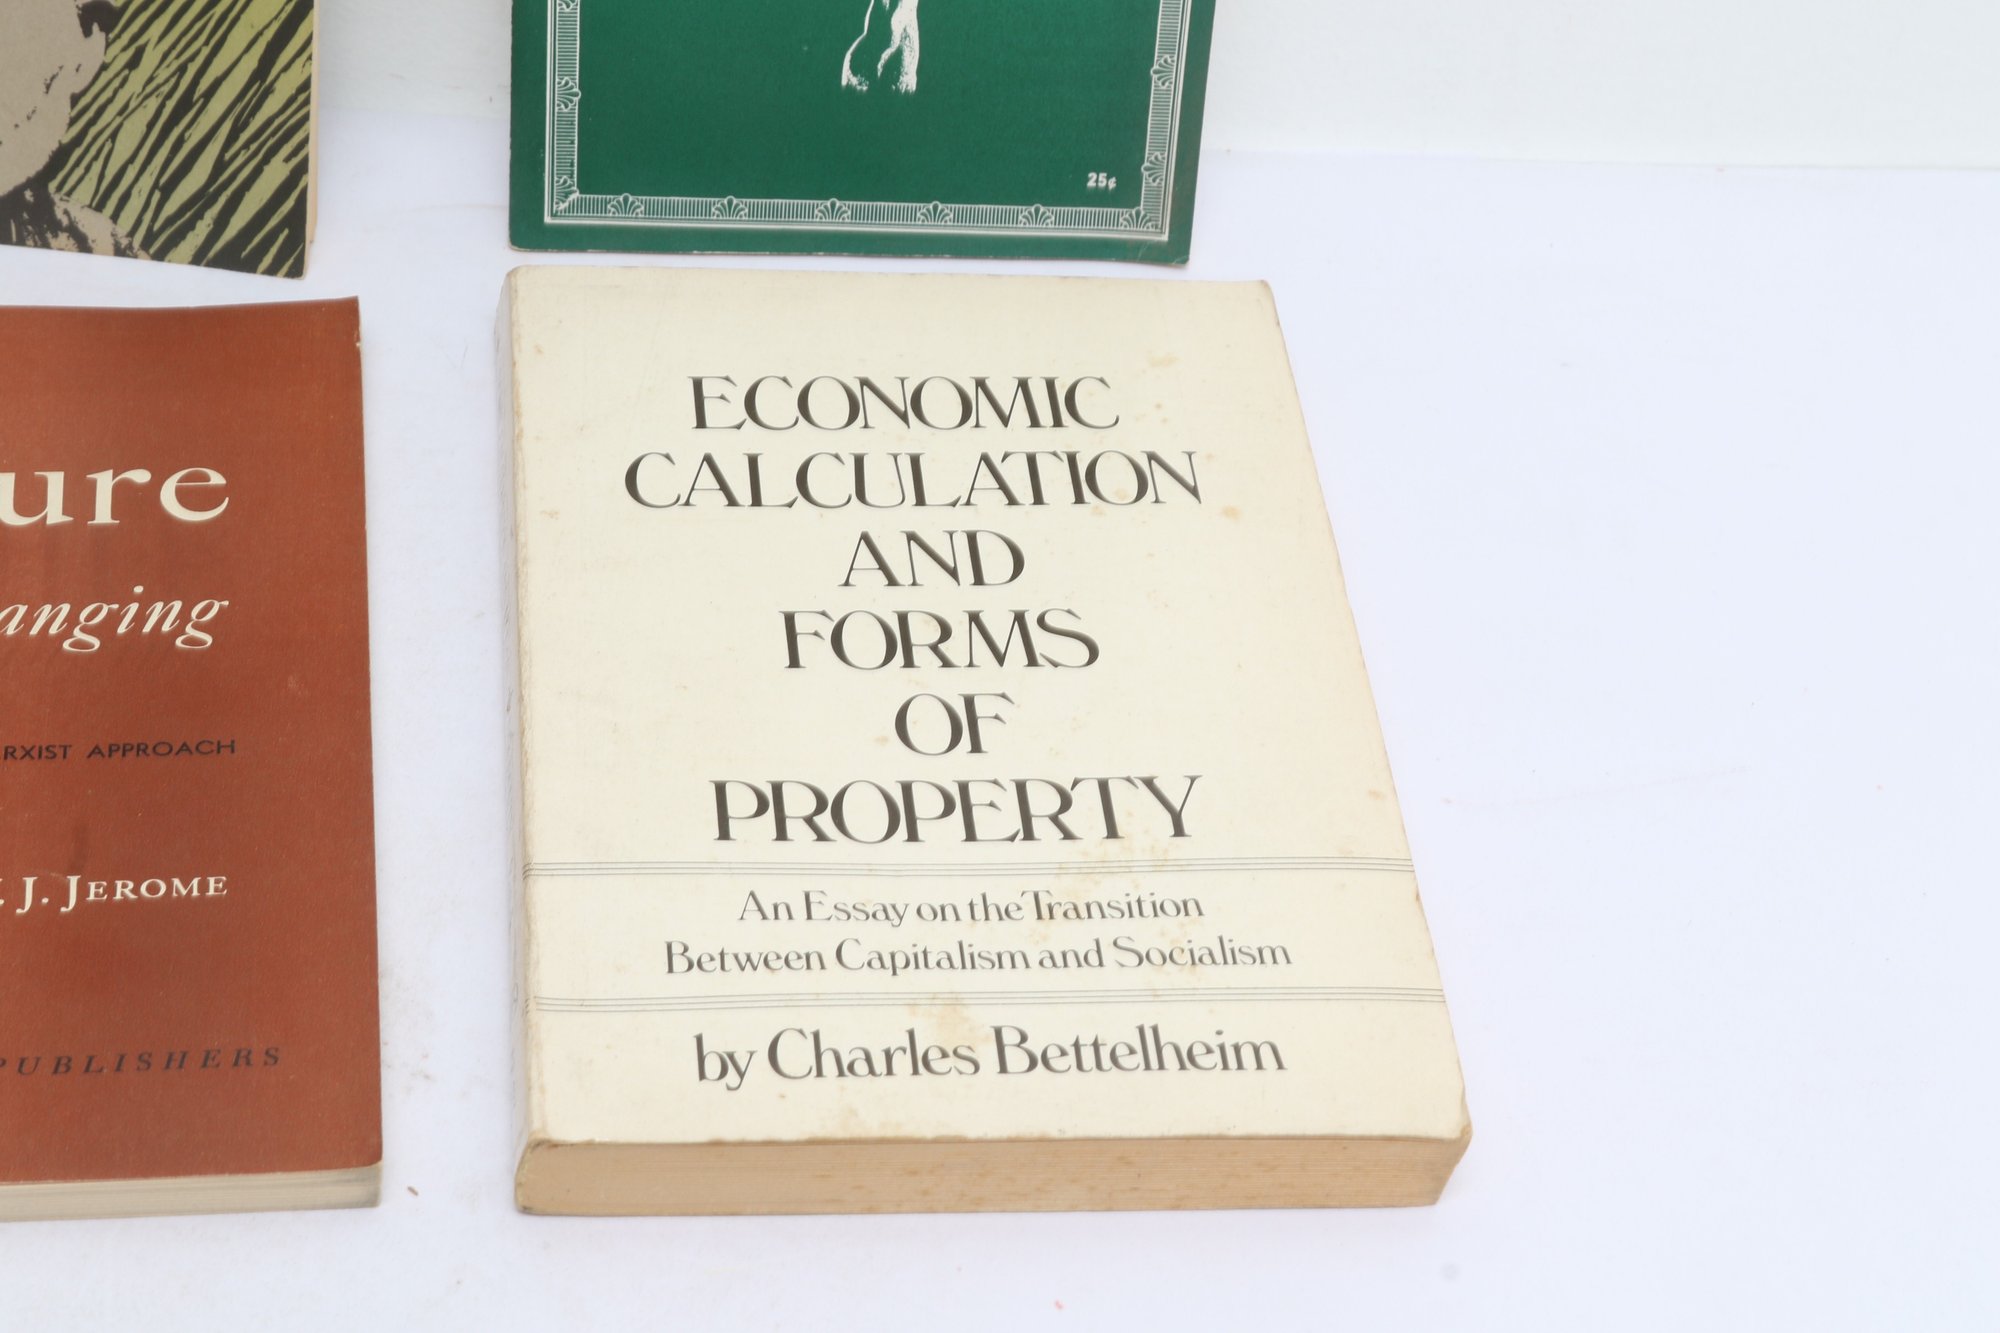 25¢
ure
anging
RXIST APPROACH
. J. JEROME
PUBLISHERS
ECONOMIC
CALCULATION
AND
FORMS
OF
PROPERTY
An Essay on the Transition
Between Capitalism and Socialism
by Charles Bettelheim